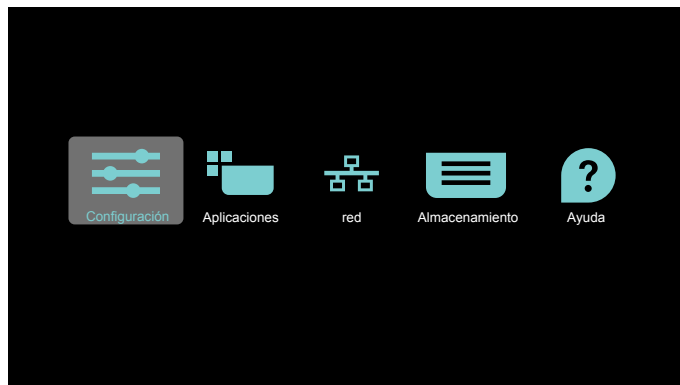 Configuración
Aplicaciones
red
Almacenamiento
Ayuda